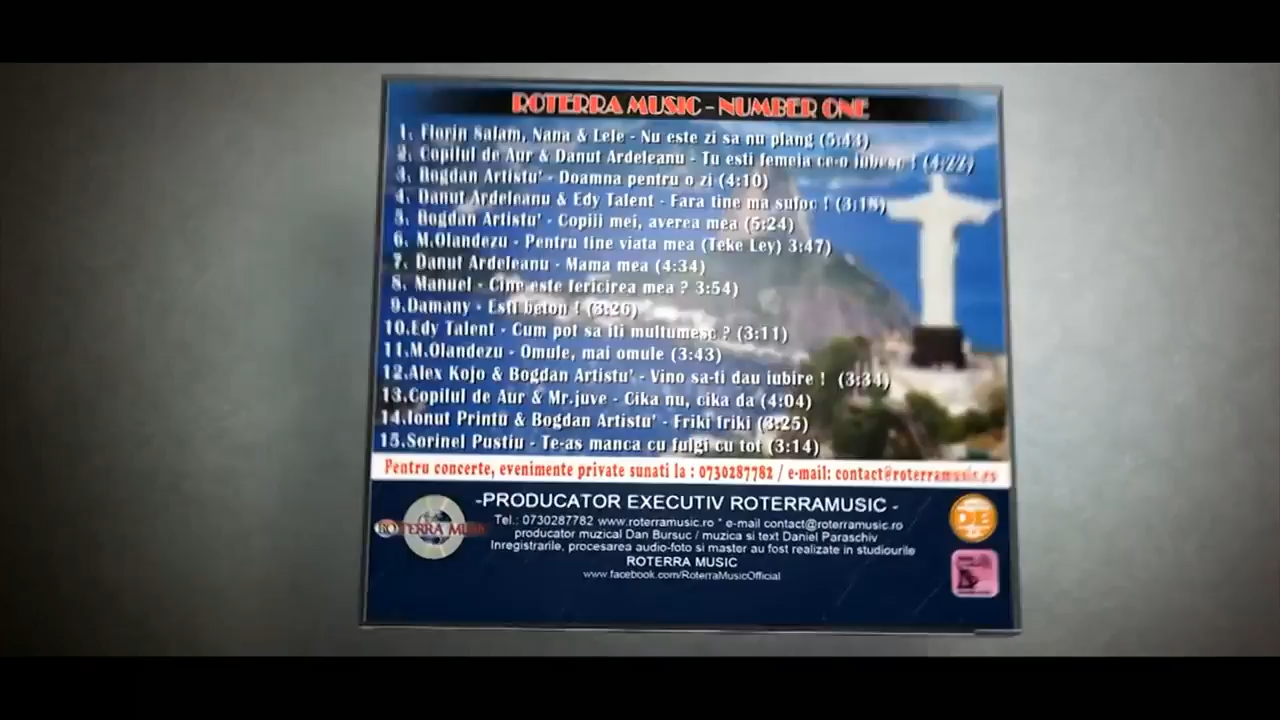 ROTERRA MUSIC - NUMBER ONE
1. Florin Salam, Nana & Lele - Nu este zi sa nu plang (5:43)
2. Copilul de Aur & Danut Ardeleanu - Tu esti femeia ce-o iubesc ! (4:22)
3. Bogdan Artistu' - Doamna pentru o zi (4:10)
4. Danut Ardeleanu & Edy Talent - Fara tine ma sufoc ! (3:18)
5. Bogdan Artistu' - Copiii mei, averea mea (5:24)
6. M.Olandezu - Pentru tine viata mea (Teke Ley) 3:47)
7. Danut Ardeleanu - Mama mea (4:34)
8. Manuel - Cine este fericirea mea ? 3:54)
9.Damany - Esti beton ! (3:26)
10.Edy Talent - Cum pot sa iti multumesc ? (3:11)
11.M.Olandezu - Omule, mai omule (3:43)
12.Alex Kojo & Bogdan Artistu' - Vino sa-ti dau iubire ! (3:34)
13.Copilul de Aur & Mr.juve - Cika nu, cika da (4:04)
14.Ionut Printu & Bogdan Artistu' - Friki friki (3:25)
15.Sorinel Pustiu - Te-as manca cu fulgi cu tot (3:14)
Pentru concerte, evenimente private sunati la : 0730287782 / e-mail:
-PRODUCATOR EXECUTIV ROTERRAMUSIC -
Tel.: 0730287782 www.roterramusic.ro * e-mail contact@roterramusic.ro
producator muzical Dan Bursuc / muzica si text Daniel Paraschiv
Inregistrarile, procesarea audio-foto si master au fost realizate in studiourile
ROTERRA MUSIC
www.facebook.com/RoterraMusicOfficial
ROTERRA MUSIC
DB